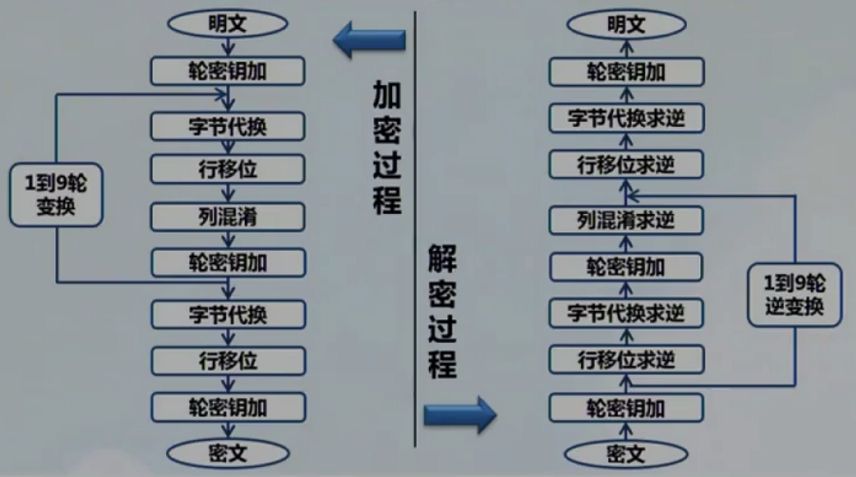 明文
轮密钥加
字节代换
行移位
列混淆
轮密钥加
字节代换
行移位
轮密钥加
密文
1到9轮
变换
加密过程
解密过程
明文
轮密钥加
字节代换求逆
行移位求逆
列混淆求逆
轮密钥加
字节代换求逆
行移位求逆
轮密钥加
密文
1到9轮
逆变换